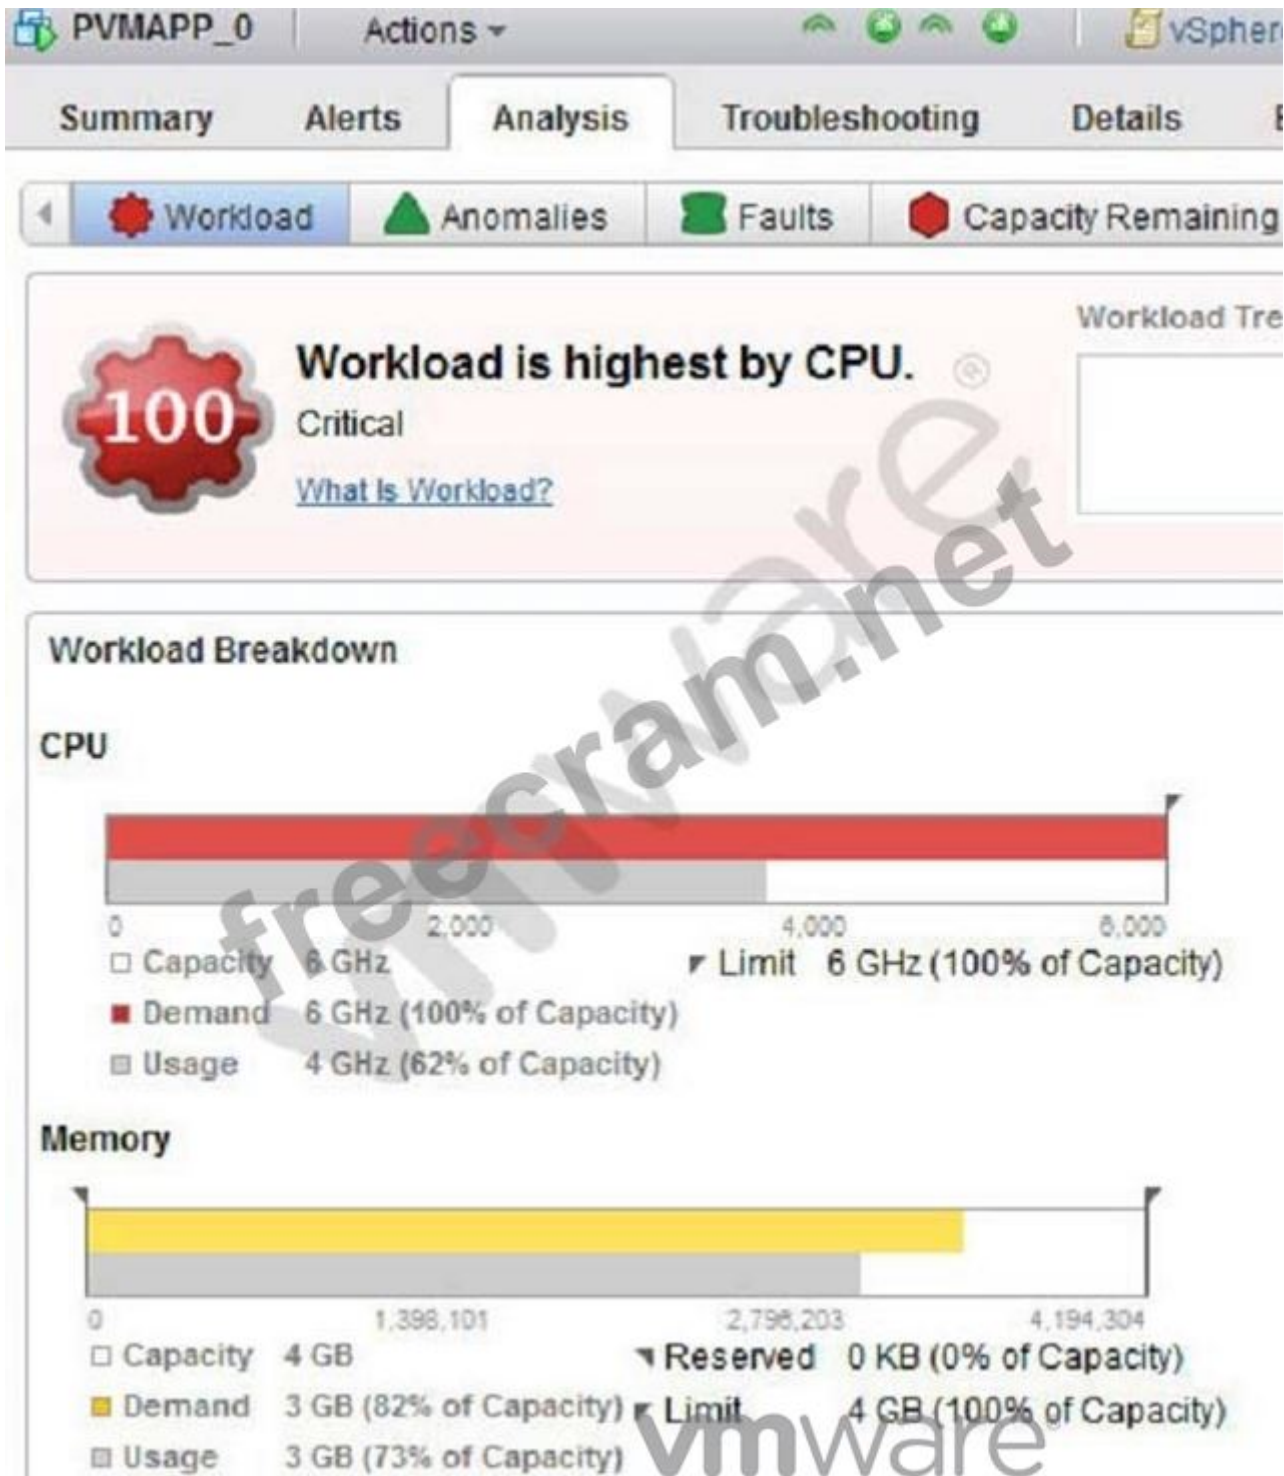 PVMAPP_0 Actions vSphere
Summary Alerts Analysis Troubleshooting Details
Workload Anomalies Faults Capacity Remaining
Workload Tre
100
Workload is highest by CPU.
Critical
What Is Workload?
Workload Breakdown
CPU
0 2,000 4,000 6,000
Capacity 6 GHz Limit 6 GHz (100% of Capacity)
Demand 6 GHz (100% of Capacity)
Usage 4 GHz (62% of Capacity)
Memory
0 1,398,101 2,796,203 4,194,304
Capacity 4 GB Reserved 0 KB (0% of Capacity)
Demand 3 GB (82% of Capacity) Limit 4 GB (100% of Capacity)
Usage 3 GB (73% of Capacity)
vmware
freecram.net
vmware